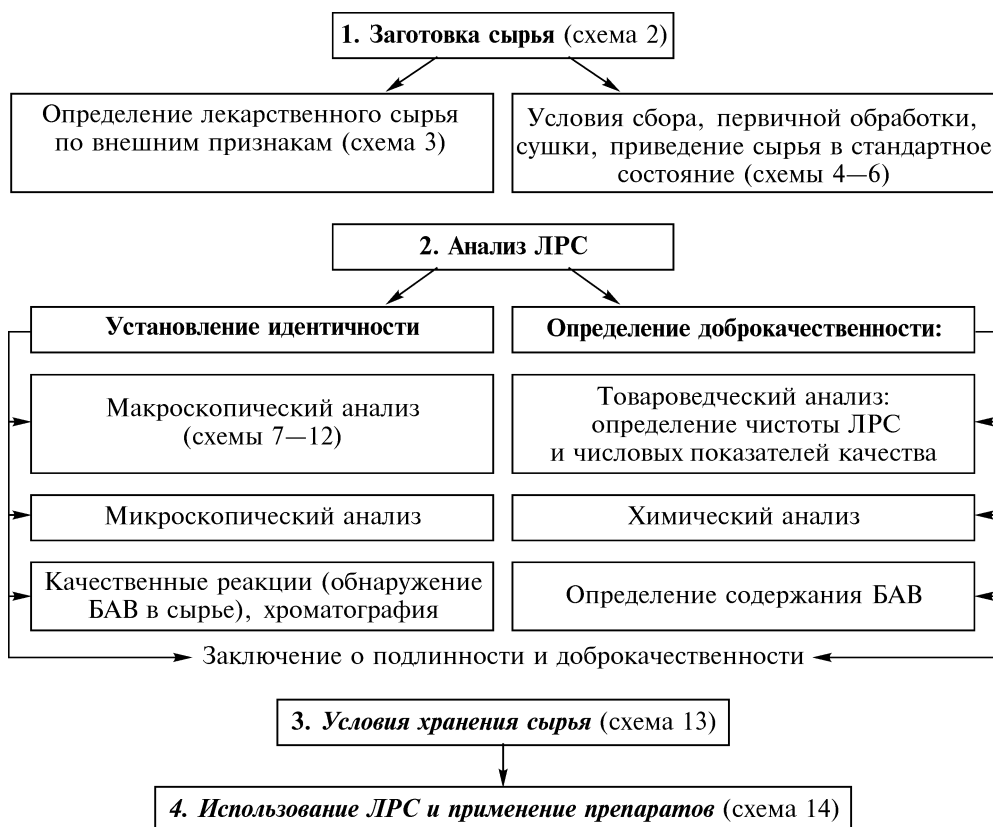 1. Заготовка сырья (схема 2)
Определение лекарственного сырья
по внешним признакам (схема 3)
Условия сбора, первичной обработки,
сушки, приведение сырья в стандартное
состояние (схемы 4—6)
2. Анализ ЛРС
Установление идентичности
Определение доброкачественности:
Макроскопический анализ
(схемы 7—12)
Товароведческий анализ:
определение чистоты ЛРС
и числовых показателей качества
Микроскопический анализ
Химический анализ
Качественные реакции (обнаружение
БАВ в сырье), хроматография
Определение содержания БАВ
Заключение о подлинности и доброкачественности
3. Условия хранения сырья (схема 13)
4. Использование ЛРС и применение препаратов (схема 14)